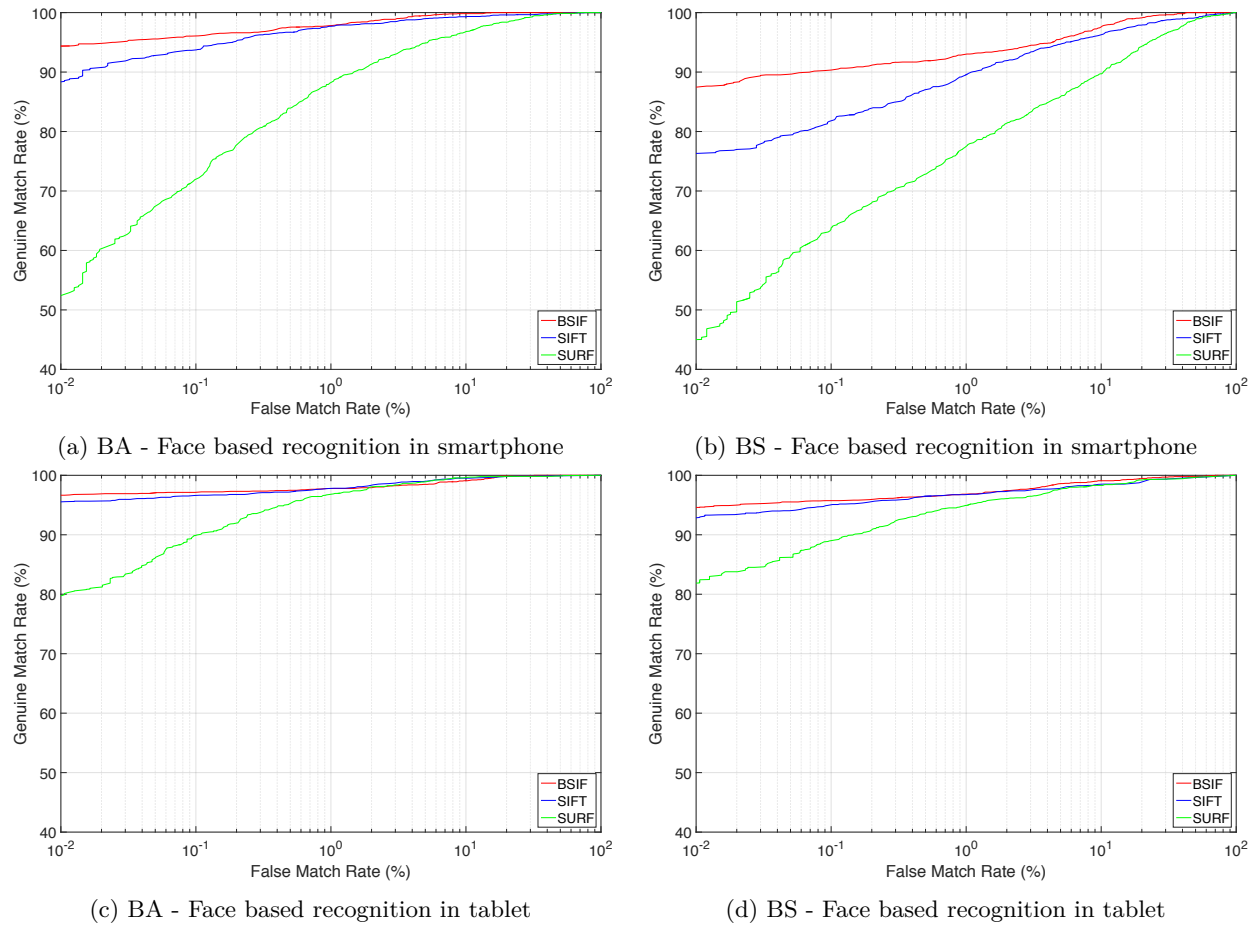 100
90
80
70
60
50
40
Genuine Match Rate (%)
BSIF
SIFT
SURF
10^-2
10^-1
10^0
10^1
10^2
False Match Rate (%)
(a) BA - Face based recognition in smartphone
100
90
80
70
60
50
40
Genuine Match Rate (%)
BSIF
SIFT
SURF
10^-2
10^-1
10^0
10^1
10^2
False Match Rate (%)
(b) BS - Face based recognition in smartphone
100
90
80
70
60
50
40
Genuine Match Rate (%)
BSIF
SIFT
SURF
10^-2
10^-1
10^0
10^1
10^2
False Match Rate (%)
(c) BA - Face based recognition in tablet
100
90
80
70
60
50
40
Genuine Match Rate (%)
BSIF
SIFT
SURF
10^-2
10^-1
10^0
10^1
10^2
False Match Rate (%)
(d) BS - Face based recognition in tablet